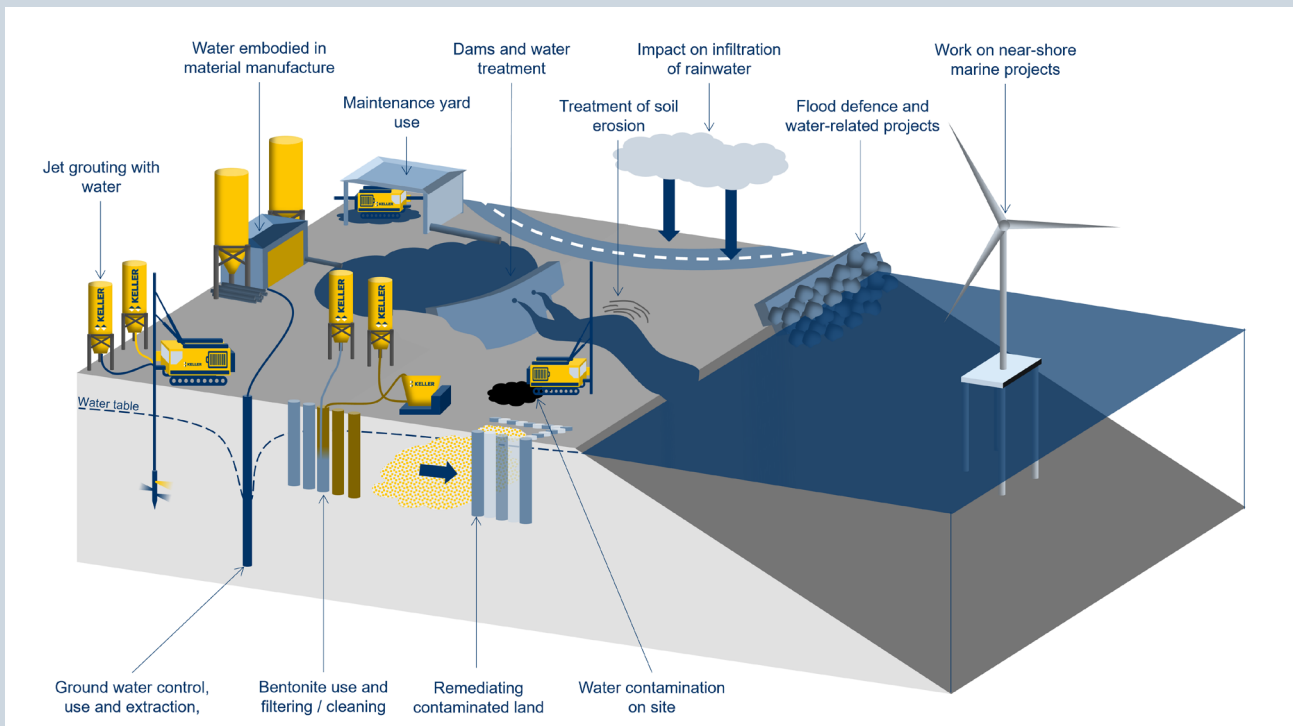 Water embodied in
material manufacture
Dams and water
treatment
Impact on infiltration
of rainwater
Work on near-shore
marine projects
Maintenance yard
use
Treatment of soil
erosion
Flood defence and
water-related projects
Jet grouting with
water
KELLER
KELLER
KELLER
KELLER
KELLER
KELLER
KELLER
KELLER
Water table
Ground water control,
use and extraction,
Bentonite use and
filtering / cleaning
Remediating
contaminated land
Water contamination
on site